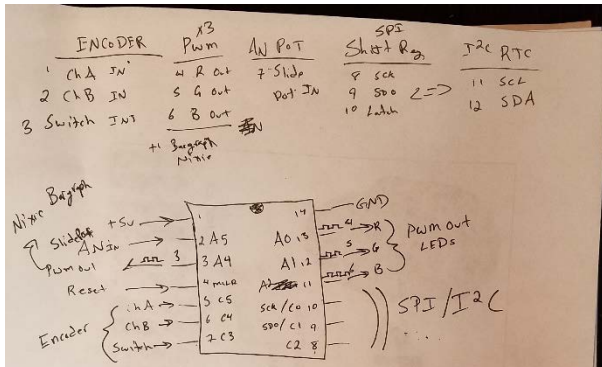 ENCODER
1 ChA IN
2 ChB IN
3 Switch INT
x3
Pwm
4 R Out
5 G Out
6 B Out
+1 Bargraph
Nixie
AN POT
7 - Slide
Pot IN
SPI
Shift Reg
8 SCK
9 SDO
10 Latch
I2C RTC
11 SCL
12 SDA
Nixie Bargraph
+5v
Slide
AN in
Pwm out
3
Reset
Encoder
chA
ChB
Switch
1
2 A5
3 A4
4 MCLR
5 C5
6 C4
7 C3
14
A0 13
A1 12
11
SCK/C0 10
SDO/C1 9
C2 8
GND
4 R
5 G
6 B
Pwm Out
LEDs
SPI/I2C